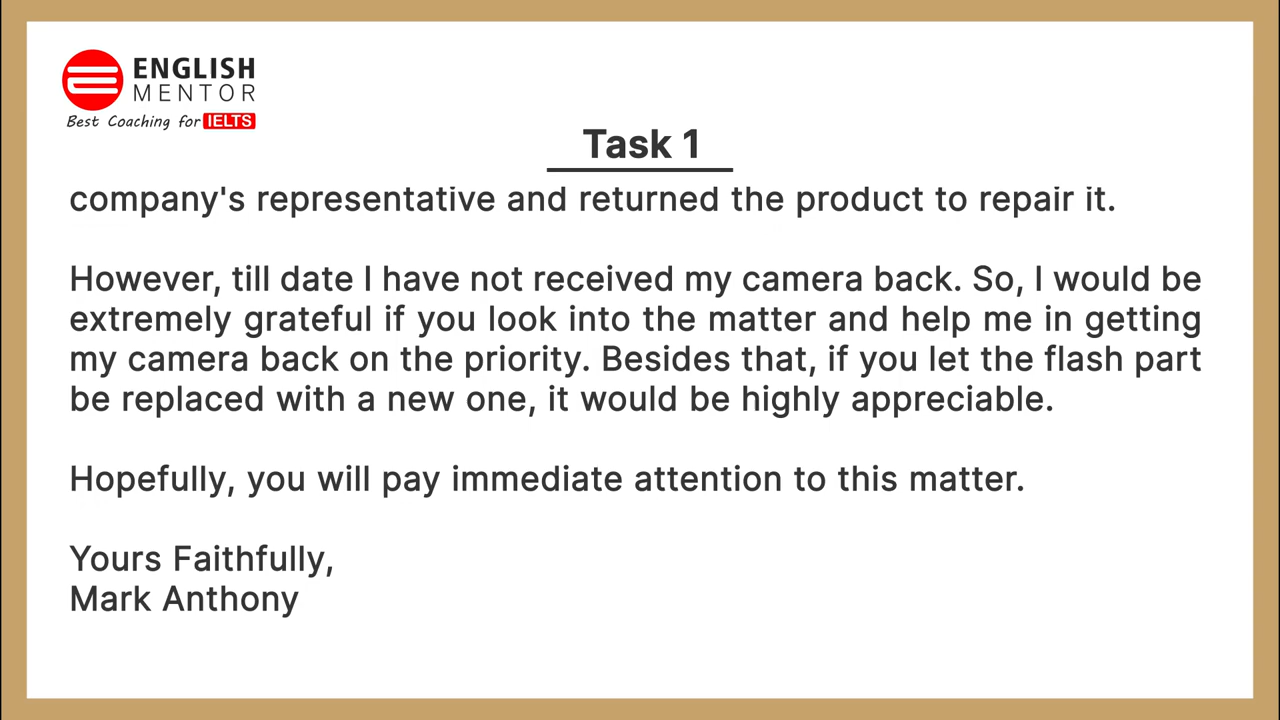 ENGLISH
MENTOR
Best Coaching for IELTS
Task 1
company's representative and returned the product to repair it.
However, till date I have not received my camera back. So, I would be
extremely grateful if you look into the matter and help me in getting
my camera back on the priority. Besides that, if you let the flash part
be replaced with a new one, it would be highly appreciable.
Hopefully, you will pay immediate attention to this matter.
Yours Faithfully,
Mark Anthony